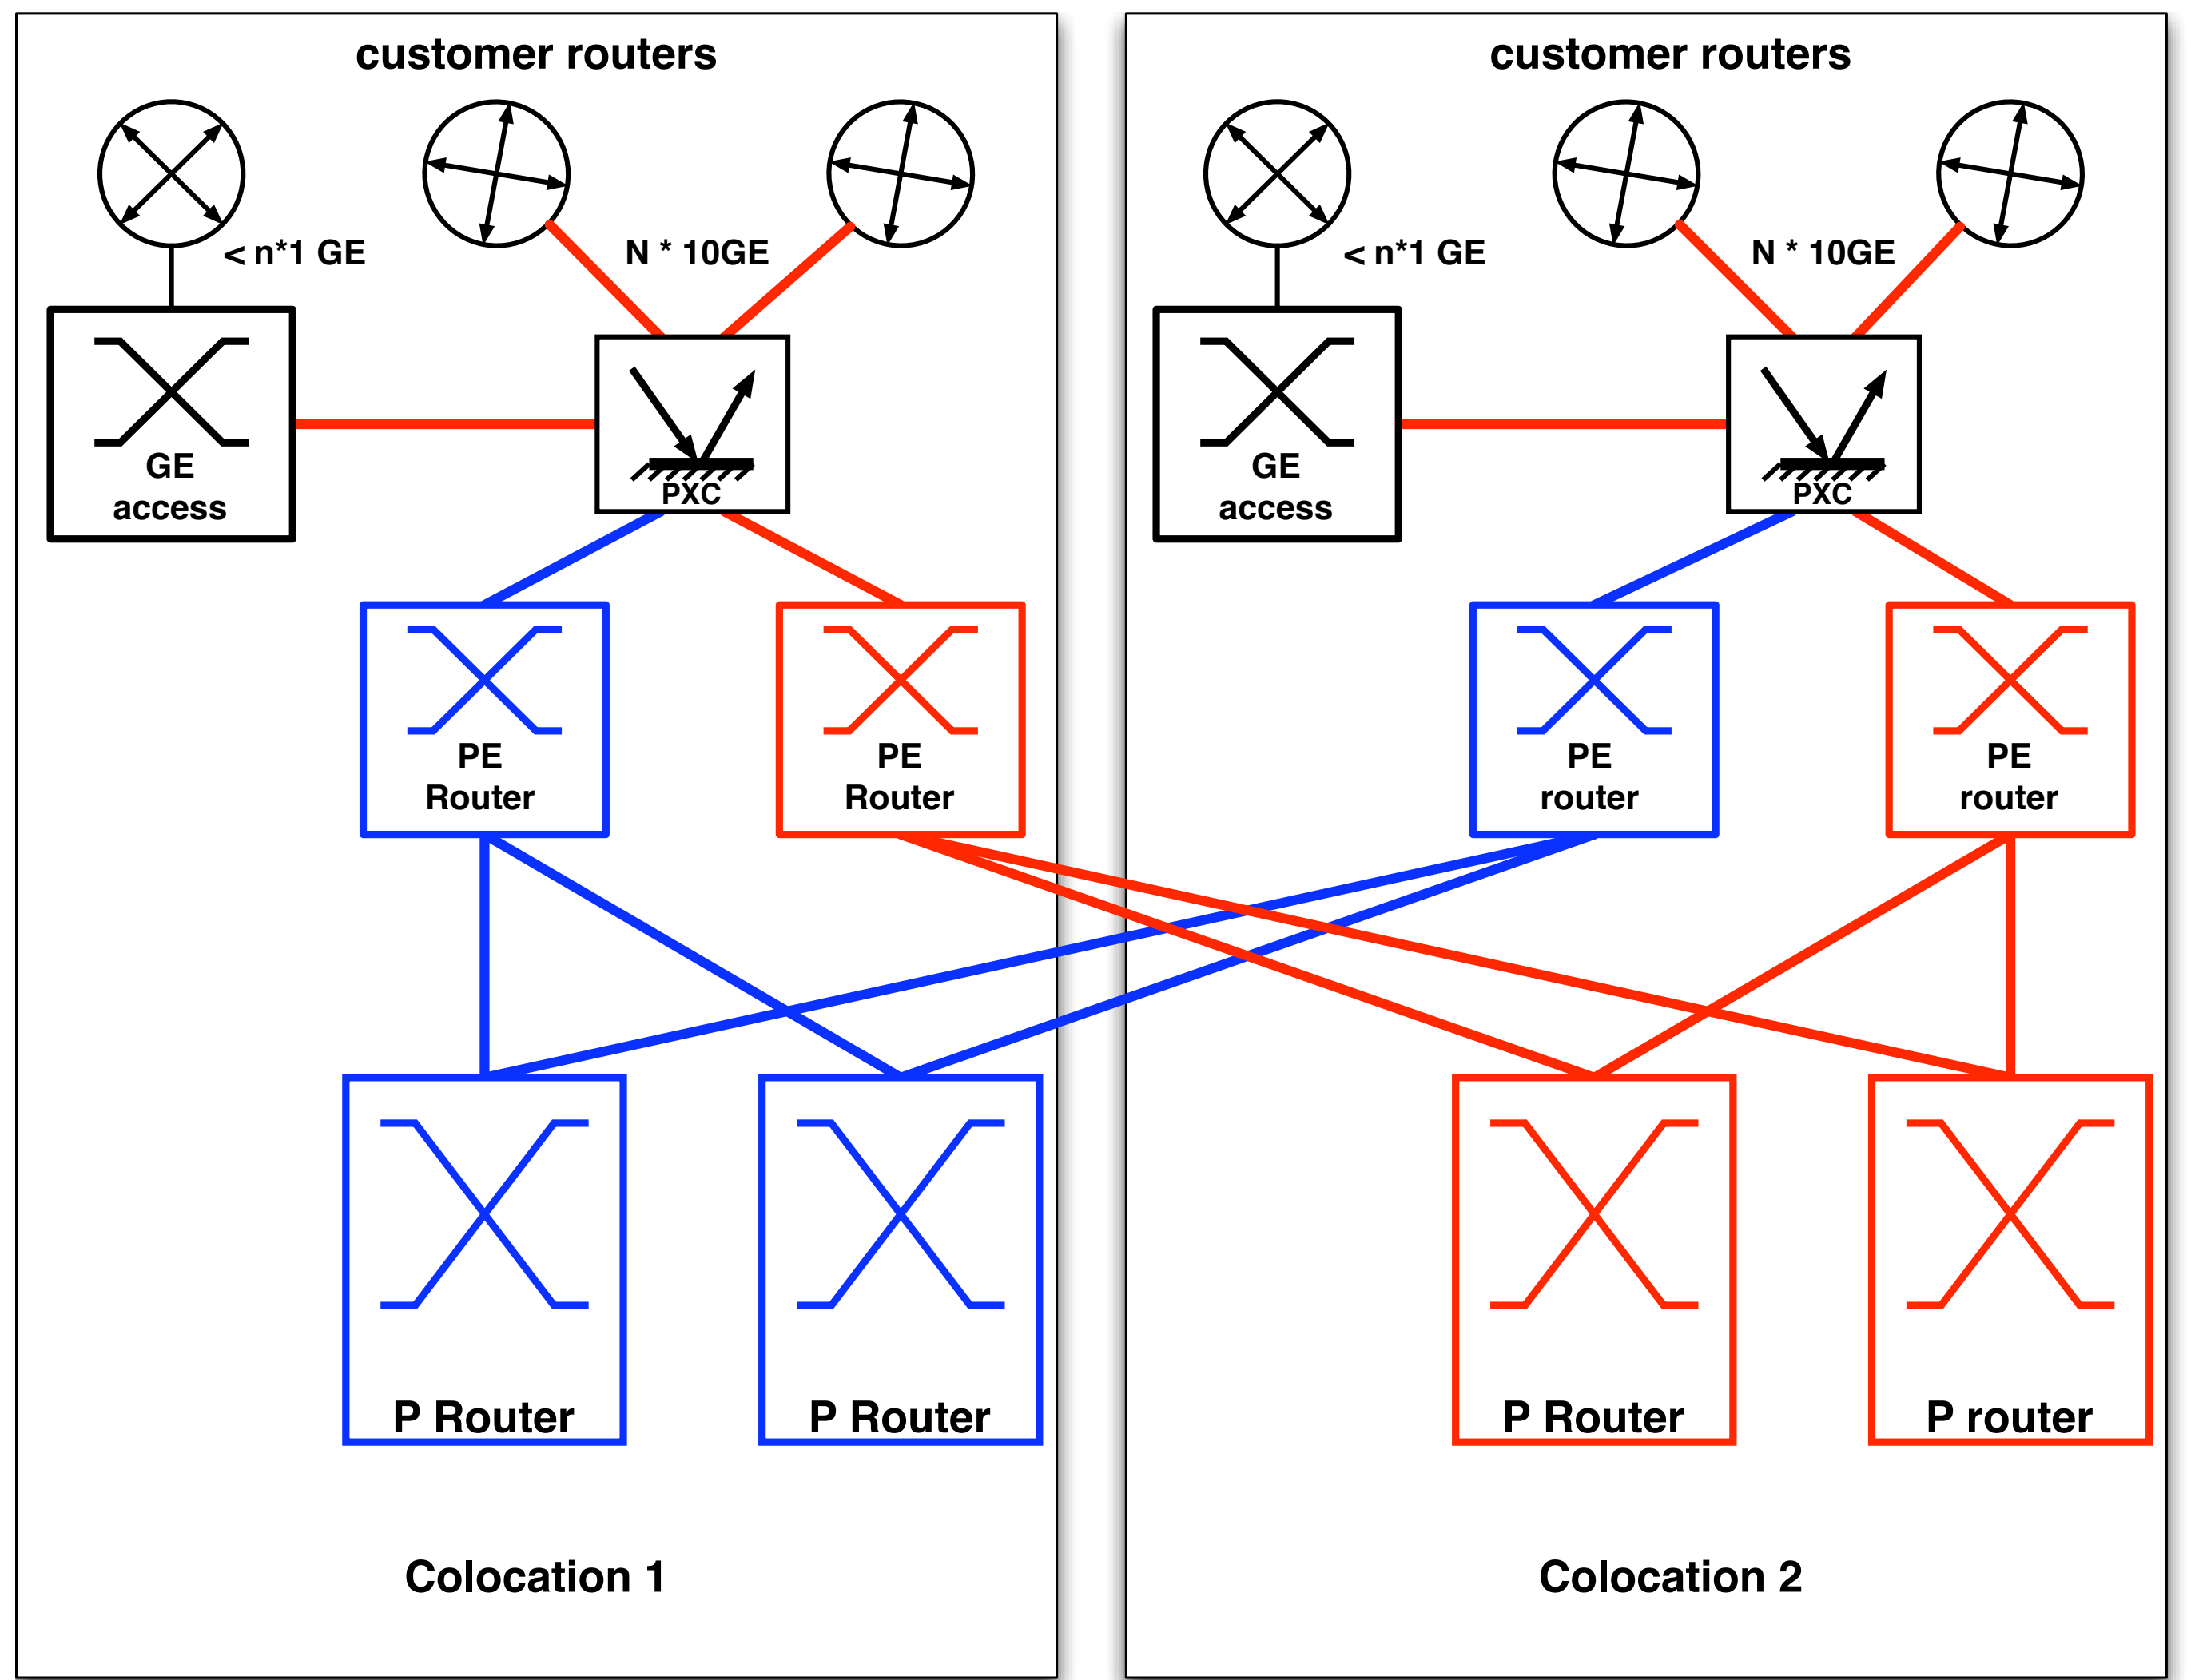 customer routers
< n*1 GE
N * 10GE
GE
access
PXC
PE
Router
PE
Router
P Router
P Router
Colocation 1
customer routers
< n*1 GE
N * 10GE
GE
access
PXC
PE
router
PE
router
P Router
P router
Colocation 2